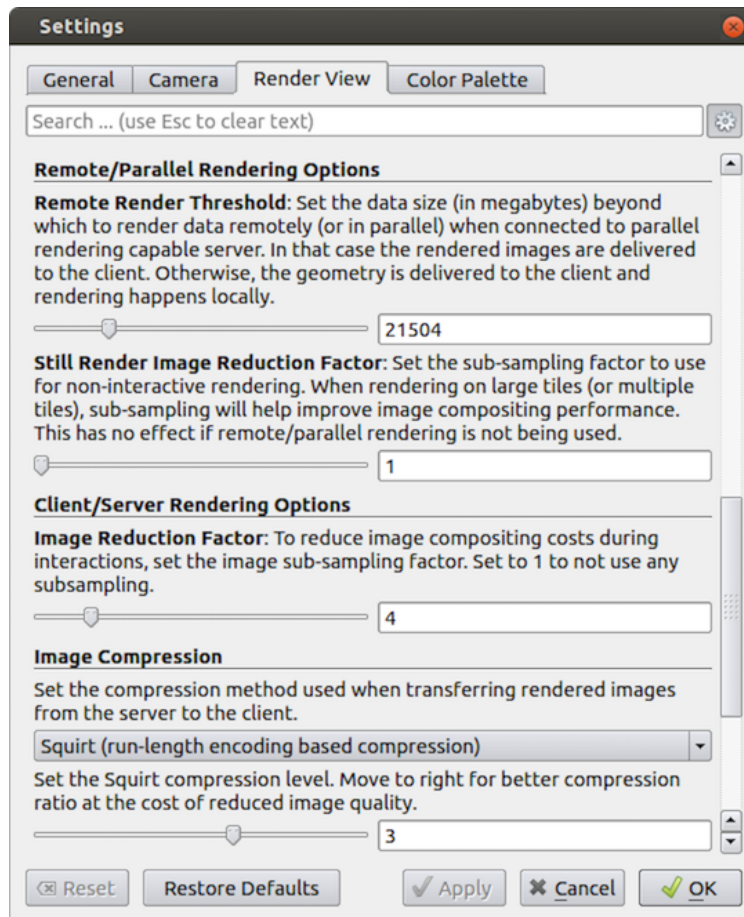 Settings
General Camera Render View Color Palette
Search ... (use Esc to clear text)
Remote/Parallel Rendering Options
Remote Render Threshold: Set the data size (in megabytes) beyond
which to render data remotely (or in parallel) when connected to parallel
rendering capable server. In that case the rendered images are delivered
to the client. Otherwise, the geometry is delivered to the client and
rendering happens locally.
21504
Still Render Image Reduction Factor: Set the sub-sampling factor to use
for non-interactive rendering. When rendering on large tiles (or multiple
tiles), sub-sampling will help improve image compositing performance.
This has no effect if remote/parallel rendering is not being used.
1
Client/Server Rendering Options
Image Reduction Factor: To reduce image compositing costs during
interactions, set the image sub-sampling factor. Set to 1 to not use any
subsampling.
4
Image Compression
Set the compression method used when transferring rendered images
from the server to the client.
Squirt (run-length encoding based compression)
Set the Squirt compression level. Move to right for better compression
ratio at the cost of reduced image quality.
3
Reset Restore Defaults Apply Cancel OK